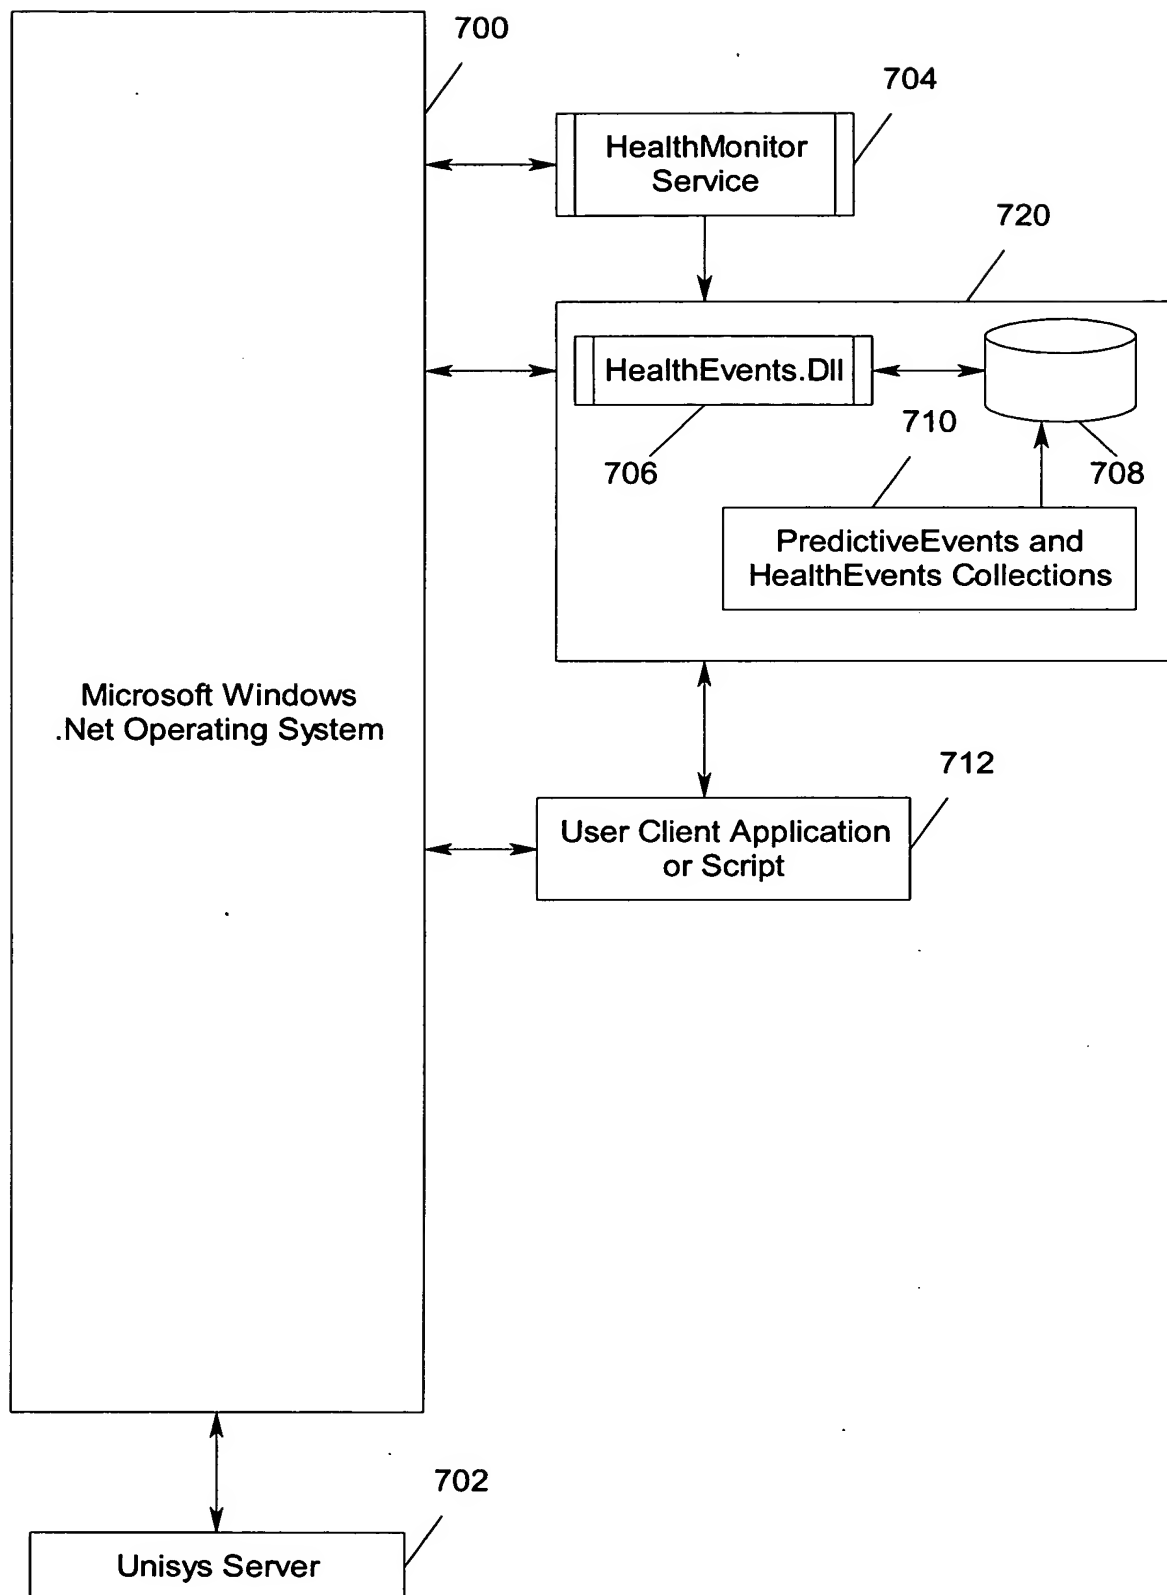 700
704
HealthMonitor
Service
720
HealthEvents.Dll
710
706
708
PredictiveEvents and
HealthEvents Collections
Microsoft Windows
.Net Operating System
712
User Client Application
or Script
702
Unisys Server